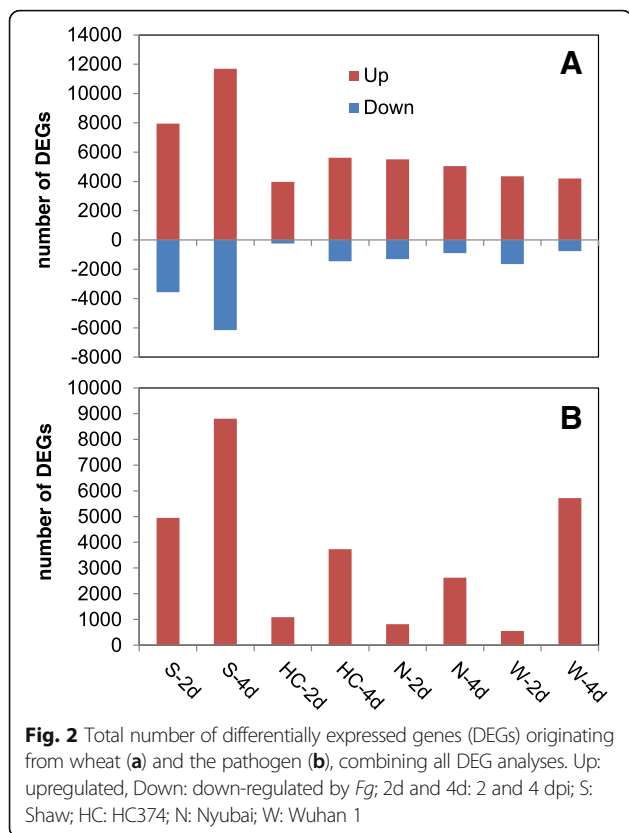 A
Up
Down
number of DEGs
14000
12000
10000
8000
6000
4000
2000
0
-2000
-4000
-6000
-8000
B
number of DEGs
10000
9000
8000
7000
6000
5000
4000
3000
2000
1000
0
S-2d
S-4d
HC-2d
HC-4d
N-2d
N-4d
W-2d
W-4d
Fig. 2 Total number of differentially expressed genes (DEGs) originating
from wheat (a) and the pathogen (b), combining all DEG analyses. Up:
upregulated, Down: down-regulated by Fg; 2d and 4d: 2 and 4 dpi; S:
Shaw; HC: HC374; N: Nyubai; W: Wuhan 1